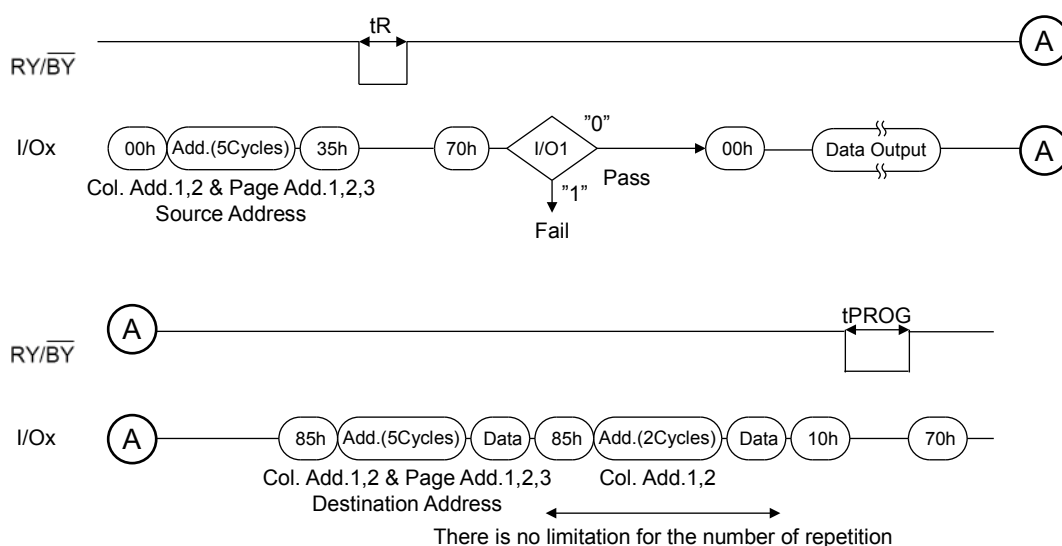 tR
RY/BY
A
I/Ox
00h
Add.(5Cycles)
35h
70h
I/O1
"0"
Pass
"1"
Fail
00h
Data Output
A
Col. Add.1,2 & Page Add.1,2,3
Source Address
A
tPROG
RY/BY
I/Ox
A
85h
Add.(5Cycles)
Data
85h
Add.(2Cycles)
Data
10h
70h
Col. Add.1,2 & Page Add.1,2,3
Destination Address
Col. Add.1,2
There is no limitation for the number of repetition